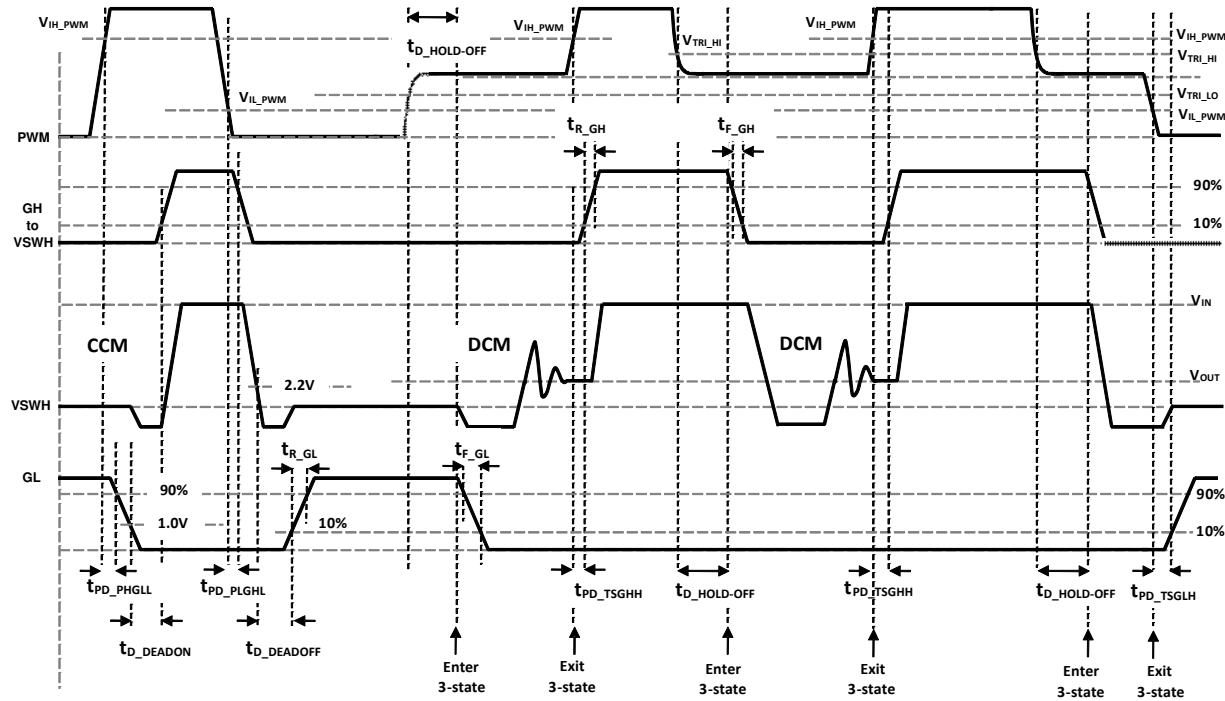 VIH_PWM
tD_HOLD-OFF
VIH_PWM
VTRI_HI
VIH_PWM
VIH_PWM
VTRI_HI
VIL_PWM
VTRI_LO
VIL_PWM
PWM
tR_GH
tF_GH
90%
GH
to
VSWH
10%
VIN
CCM
DCM
DCM
2.2V
VOUT
VSWH
tR_GL
tF_GL
GL
90%
90%
1.0V
10%
10%
tPD_PHGLL
tPD_PLGHL
tPD_TSGHH
tD_HOLD-OFF
tPD_TSGHH
tD_HOLD-OFF
tPD_TSGLH
tD_DEADON
tD_DEADOFF
Enter
3-state
Exit
3-state
Enter
3-state
Exit
3-state
Enter
3-state
Exit
3-state